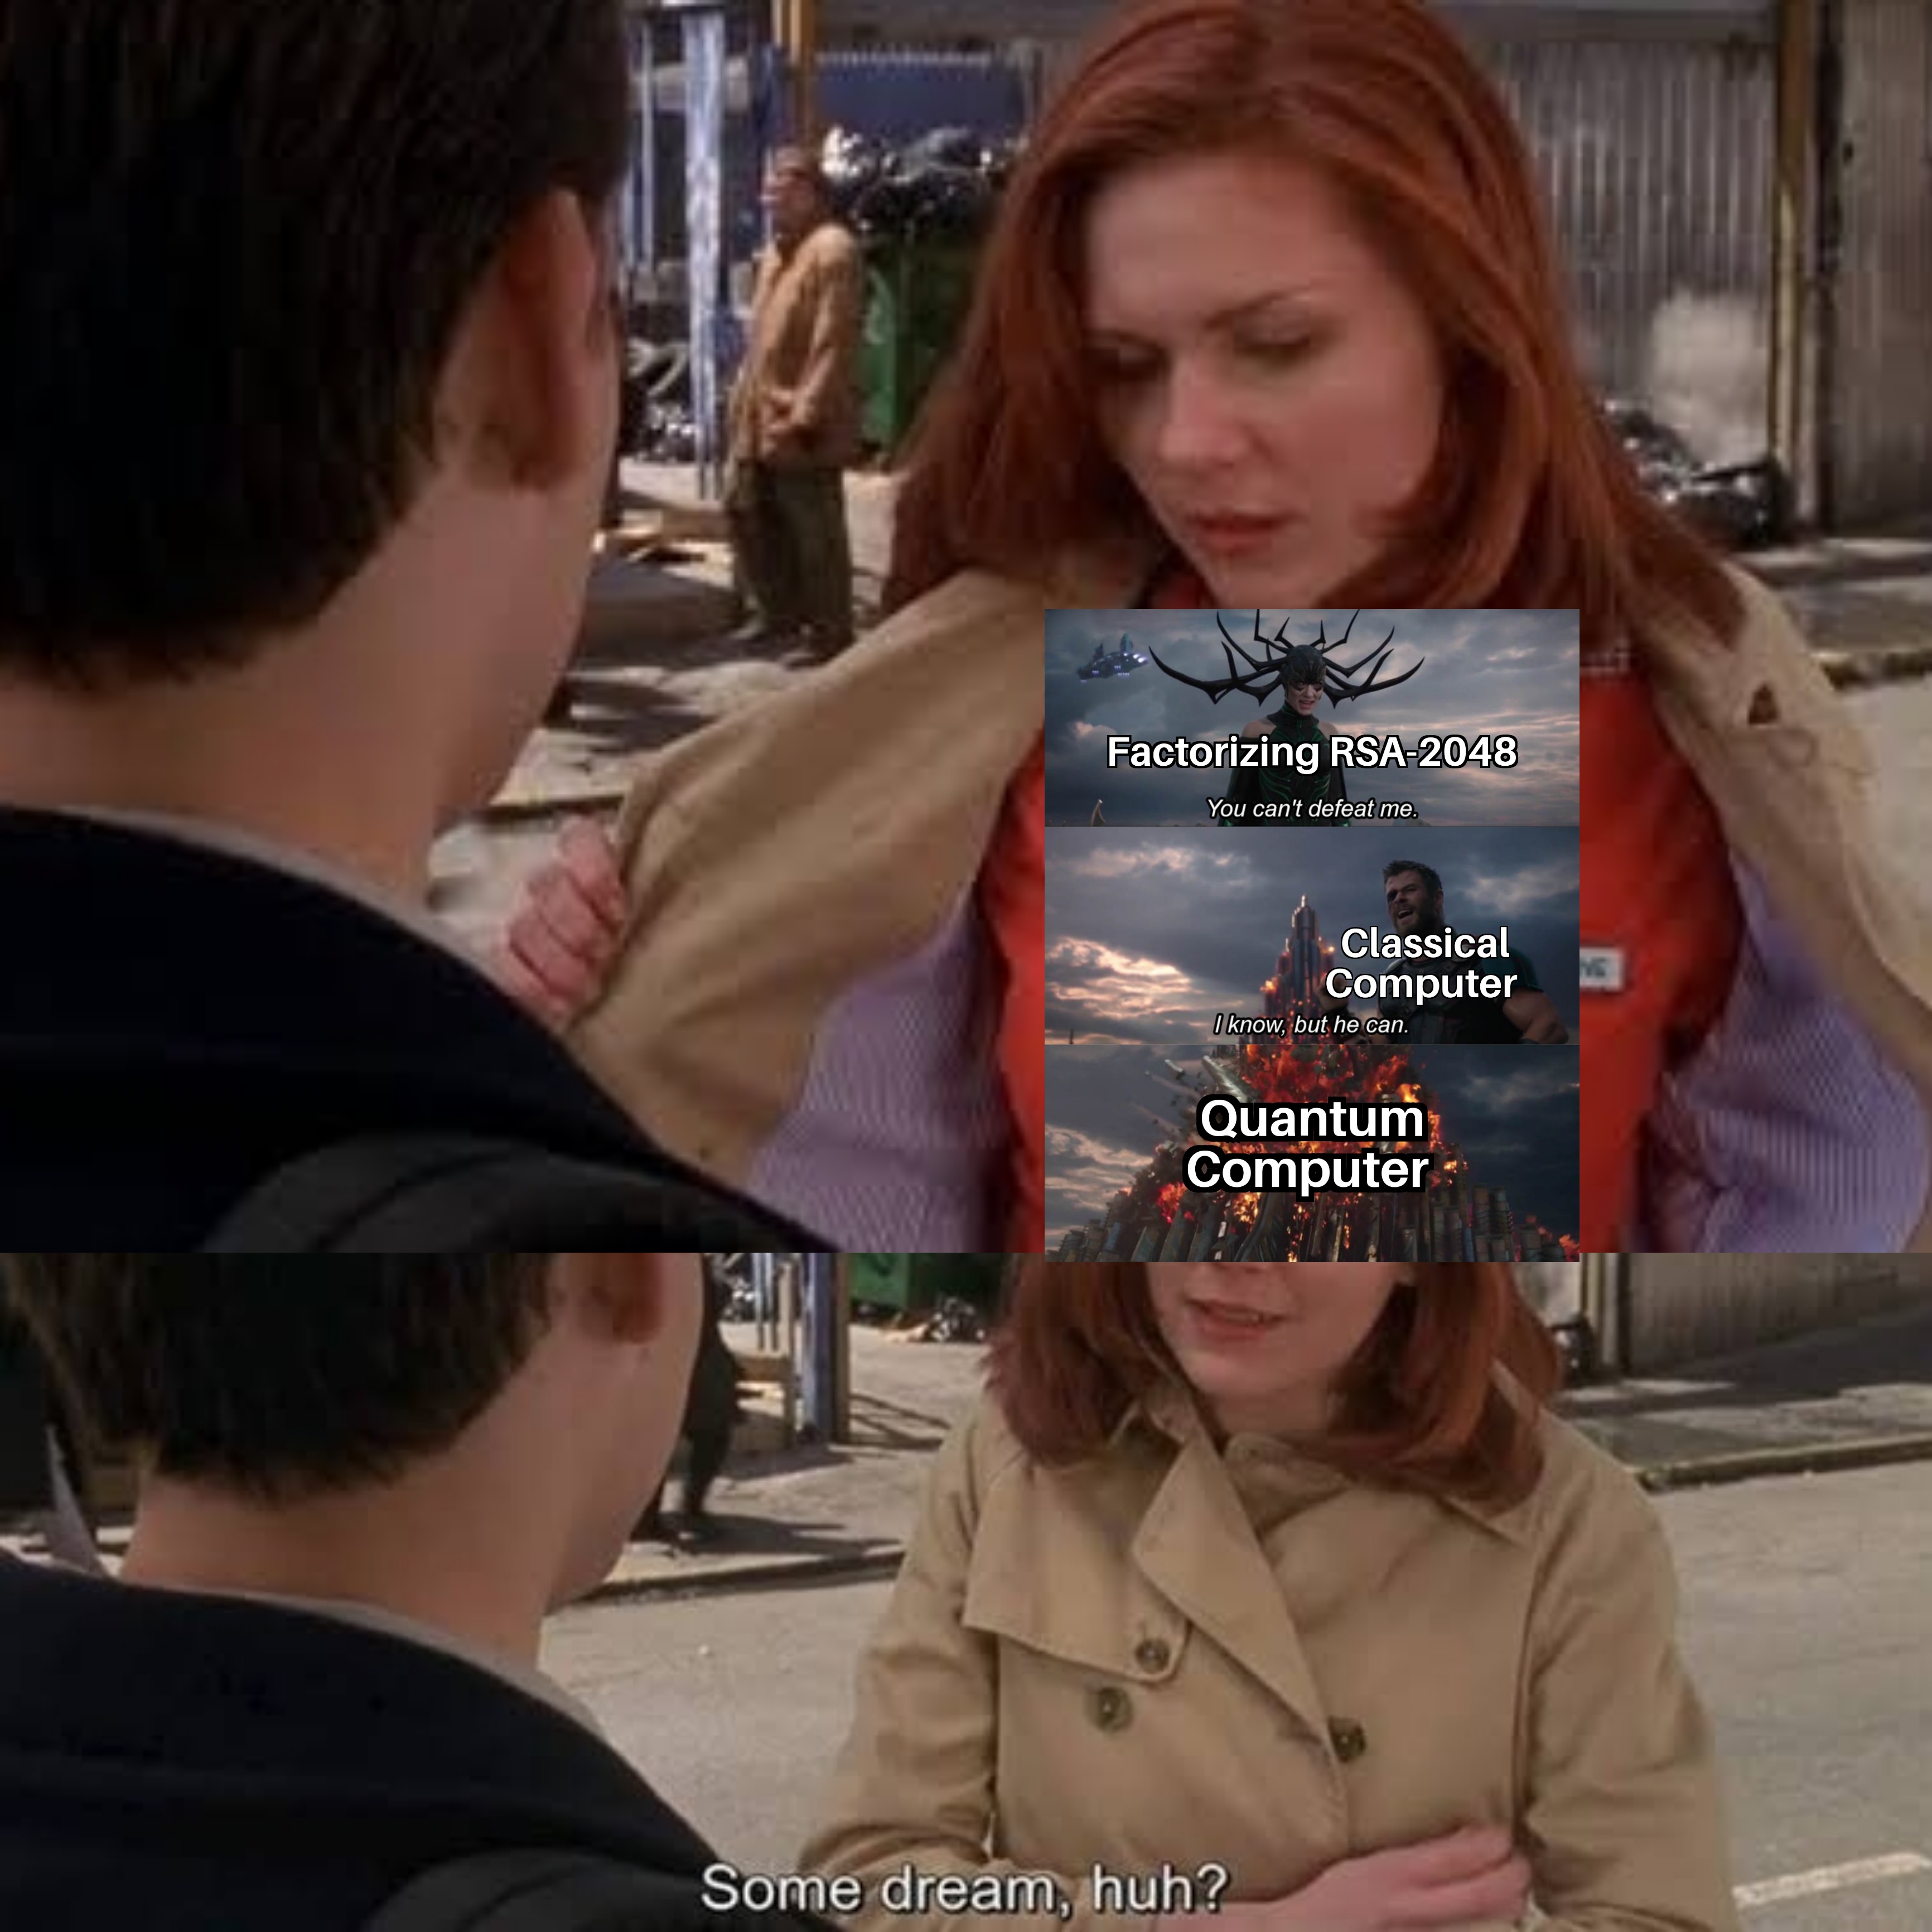 Factorizing RSA-2048
You can't defeat me.
Classical
Computer
I know, but he can.
Quantum
Computer
Some dream, huh?